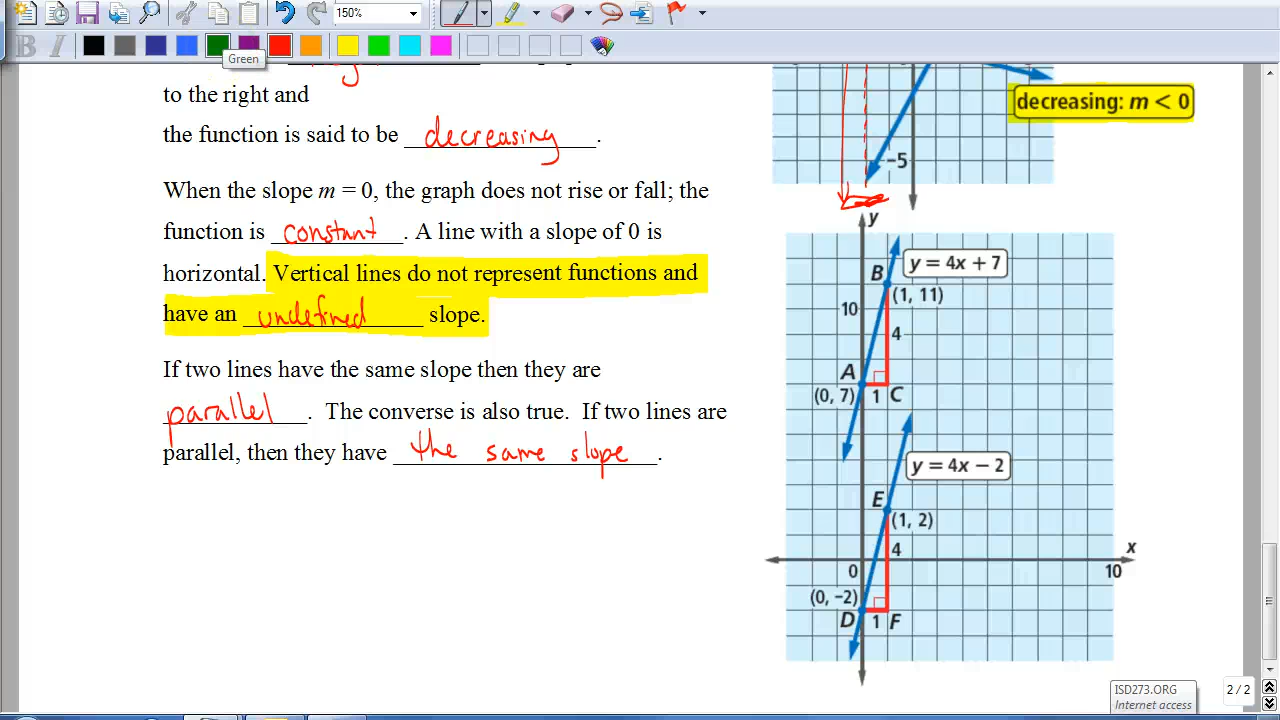 150%
B I
Green
to the right and
the function is said to be decreasing.
When the slope m = 0, the graph does not rise or fall; the
function is constant. A line with a slope of 0 is
horizontal. Vertical lines do not represent functions and
have an undefined slope.
If two lines have the same slope then they are
parallel. The converse is also true. If two lines are
parallel, then they have the same slope.
decreasing: m < 0
−5
y
B
y = 4x + 7
(1, 11)
10
4
A
(0, 7) 1 C
y = 4x − 2
E
(1, 2)
4
x
0
10
(0, −2)
D 1 F
ISD273.ORG
Internet access
2/2